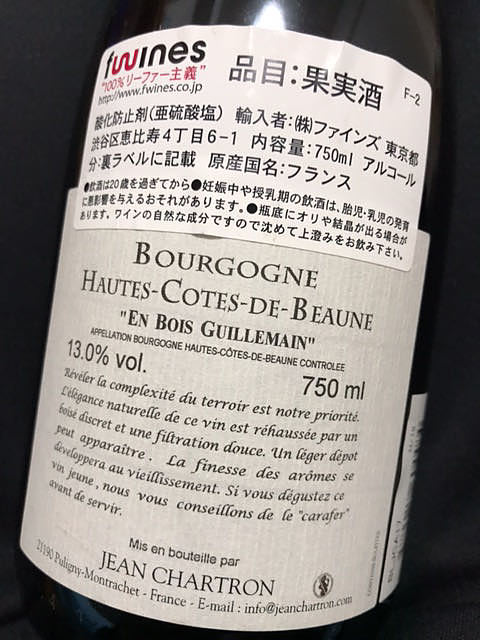 fwines
"100%リーファー主義"
http://www.fwines.co.jp
品目:果実酒
F-2
酸化防止剤(亜硫酸塩) 輸入者:(株)ファインズ 東京都
渋谷区恵比寿4丁目6-1 内容量:750ml アルコール
分:裏ラベルに記載 原産国名:フランス
●飲酒は20歳を過ぎてから●妊娠中や授乳期の飲酒は、胎児・乳児の発育
に悪影響を与えるおそれがあります。●瓶底にオリや結晶が出る場合が
あります。ワインの自然な成分ですので沈めて上澄みをお飲み下さい。
BOURGOGNE
HAUTES-COTES-DE-BEAUNE
"EN BOIS GUILLEMAIN"
APPELLATION BOURGOGNE HAUTES-CÔTES-DE-BEAUNE CONTROLEE
13.0% vol.
750 ml
Révéler la complexité du terroir est notre priorité.
L'élégance naturelle de ce vin est réhaussée par un
boisé discret et une filtration douce. Un léger dépot
peut apparaître. La finesse des arômes se
développera au vieillissement. Si vous dégustez ce
vin jeune, nous vous conseillons de le "carafer"
avant de servir.
Mis en bouteille par
JEAN CHARTRON
21190 Puligny-Montrachet - France - E-mail : info@jeanchartron.com